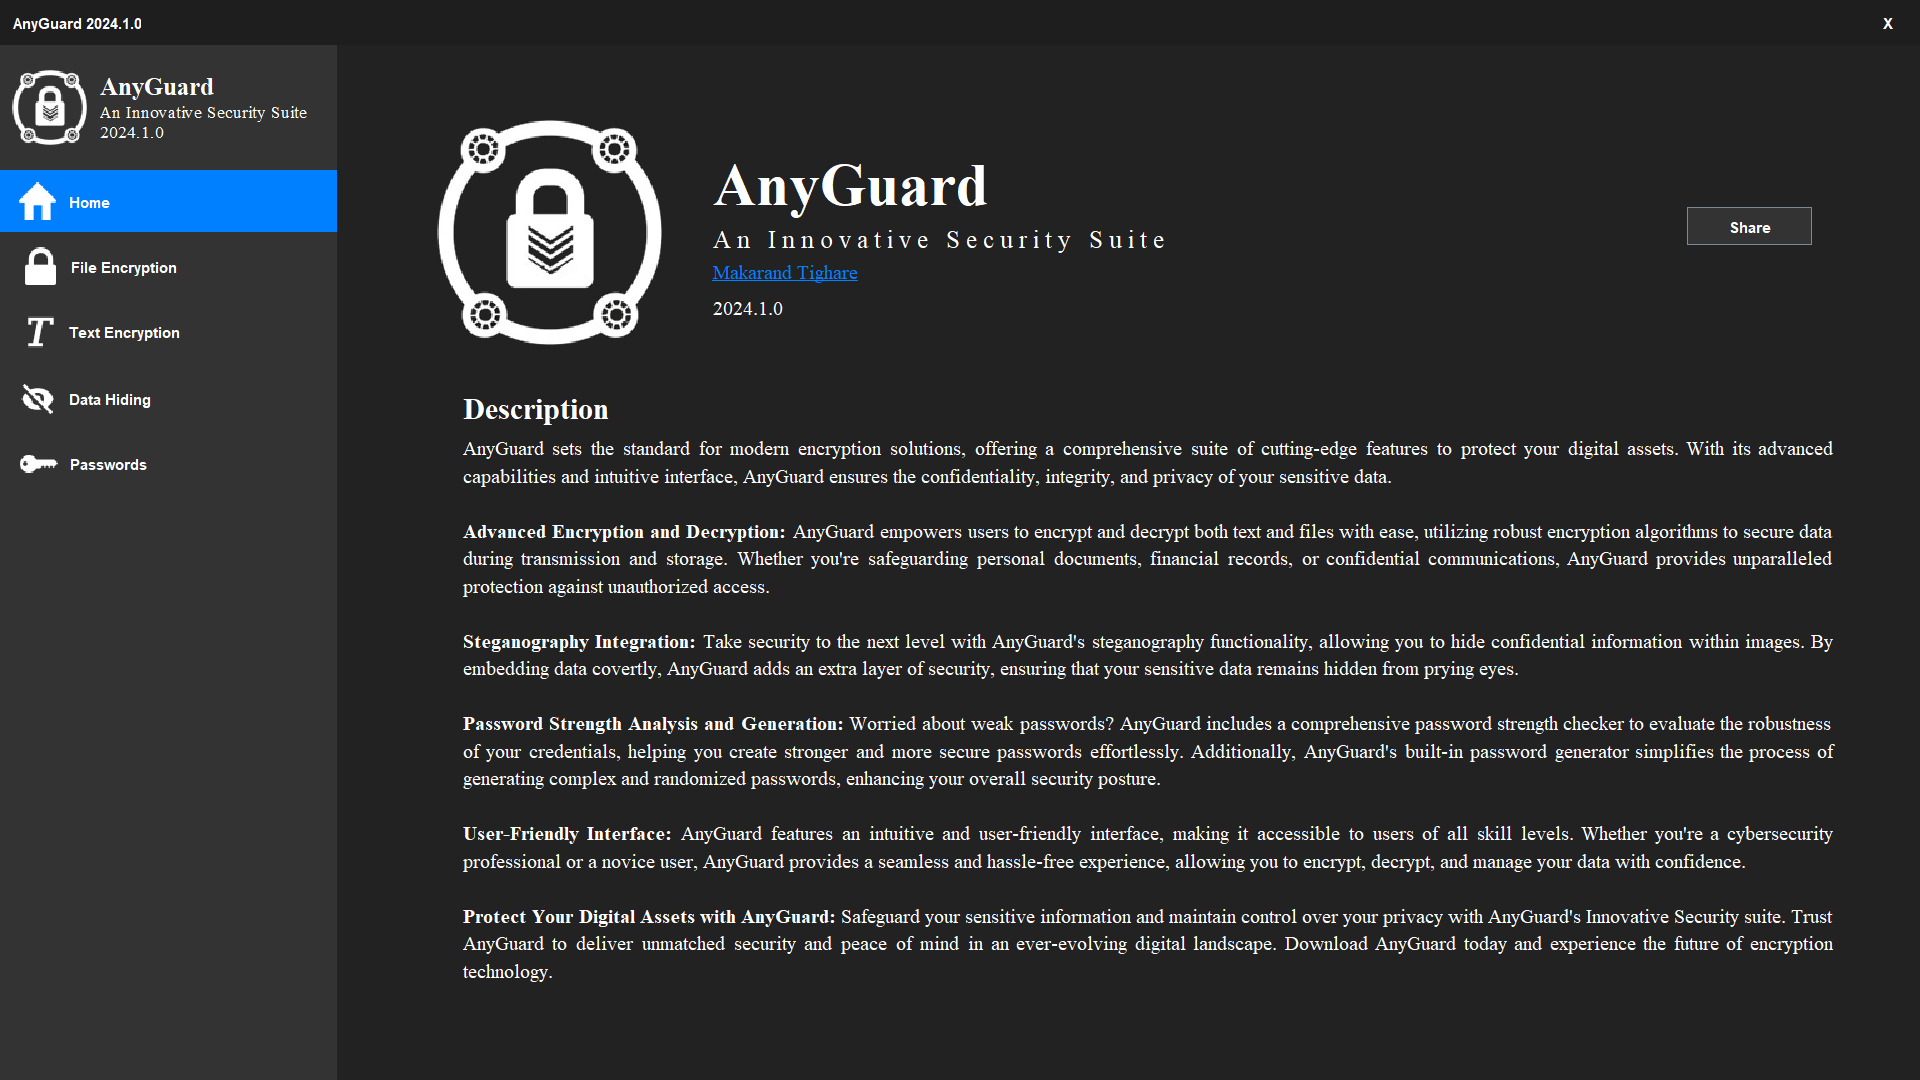 AnyGuard 2024.1.0
X
AnyGuard
An Innovative Security Suite
2024.1.0
Home
File Encryption
Text Encryption
Data Hiding
Passwords
AnyGuard
An Innovative Security Suite
Makarand Tighare
2024.1.0
Share
Description
AnyGuard sets the standard for modern encryption solutions, offering a comprehensive suite of cutting-edge features to protect your digital assets. With its advanced
capabilities and intuitive interface, AnyGuard ensures the confidentiality, integrity, and privacy of your sensitive data.
Advanced Encryption and Decryption: AnyGuard empowers users to encrypt and decrypt both text and files with ease, utilizing robust encryption algorithms to secure data
during transmission and storage. Whether you're safeguarding personal documents, financial records, or confidential communications, AnyGuard provides unparalleled
protection against unauthorized access.
Steganography Integration: Take security to the next level with AnyGuard's steganography functionality, allowing you to hide confidential information within images. By
embedding data covertly, AnyGuard adds an extra layer of security, ensuring that your sensitive data remains hidden from prying eyes.
Password Strength Analysis and Generation: Worried about weak passwords? AnyGuard includes a comprehensive password strength checker to evaluate the robustness
of your credentials, helping you create stronger and more secure passwords effortlessly. Additionally, AnyGuard's built-in password generator simplifies the process of
generating complex and randomized passwords, enhancing your overall security posture.
User-Friendly Interface: AnyGuard features an intuitive and user-friendly interface, making it accessible to users of all skill levels. Whether you're a cybersecurity
professional or a novice user, AnyGuard provides a seamless and hassle-free experience, allowing you to encrypt, decrypt, and manage your data with confidence.
Protect Your Digital Assets with AnyGuard: Safeguard your sensitive information and maintain control over your privacy with AnyGuard's Innovative Security suite. Trust
AnyGuard to deliver unmatched security and peace of mind in an ever-evolving digital landscape. Download AnyGuard today and experience the future of encryption
technology.